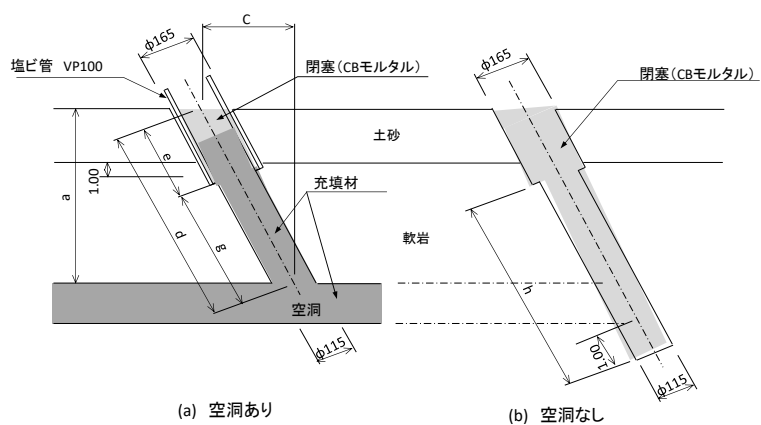 C
φ165
塩ビ管 VP100
閉塞(CBモルタル)
φ165
閉塞(CBモルタル)
土砂
e
1.00
a
充填材
d
g
軟岩
h
空洞
φ115
1.00
φ115
(a) 空洞あり
(b) 空洞なし